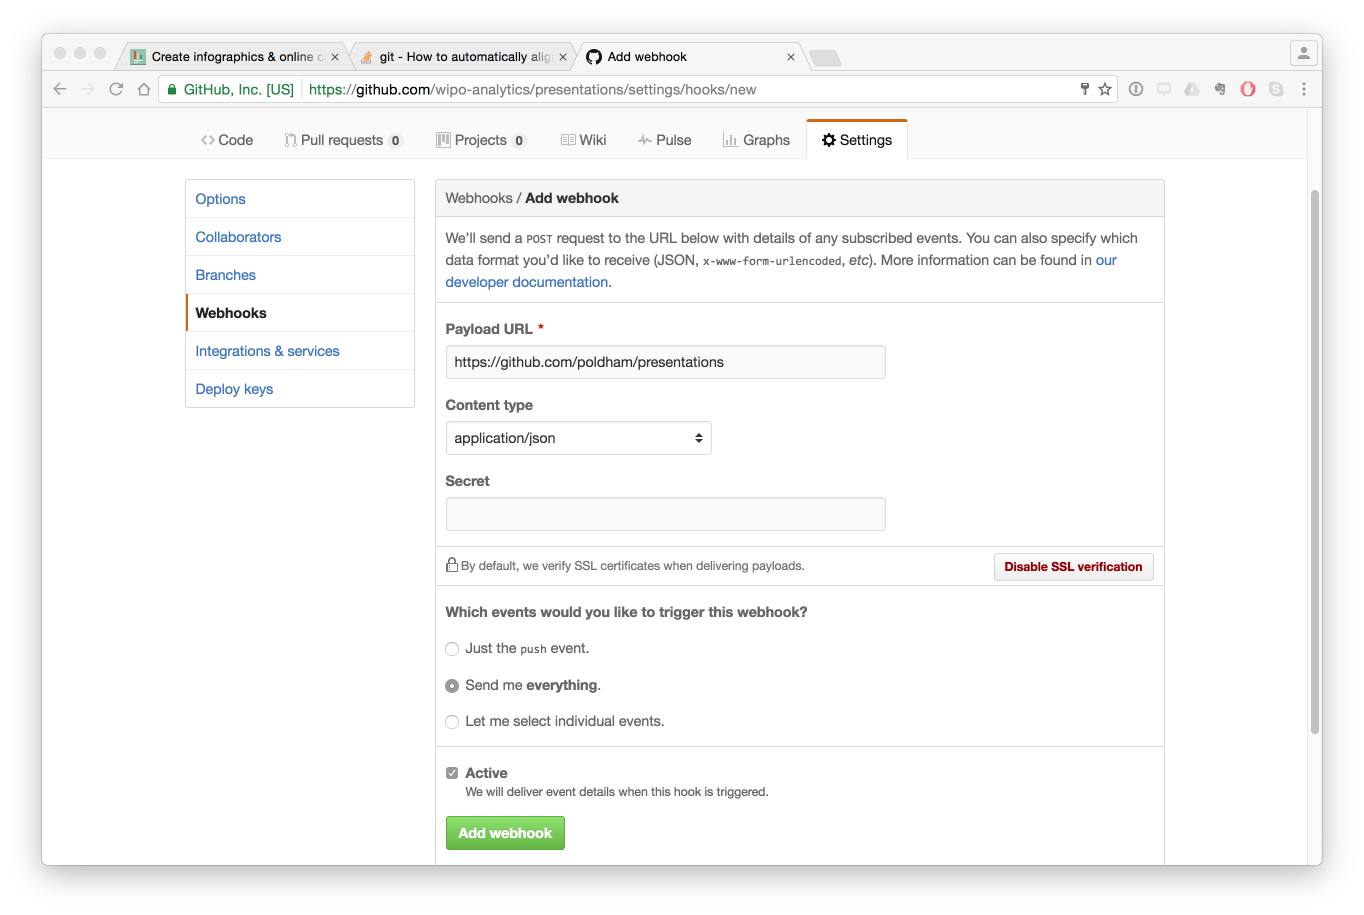 Create infographics & online c
git - How to automatically alig
Add webhook
GitHub, Inc. [US]
https://github.com/wipo-analytics/presentations/settings/hooks/new
Code
Pull requests 0
Projects 0
Wiki
Pulse
Graphs
Settings
Options
Collaborators
Branches
Webhooks
Integrations & services
Deploy keys
Webhooks / Add webhook
We’ll send a POST request to the URL below with details of any subscribed events. You can also specify which
data format you’d like to receive (JSON, x-www-form-urlencoded, etc). More information can be found in our
developer documentation.
Payload URL *
https://github.com/poldham/presentations
Content type
application/json
Secret
By default, we verify SSL certificates when delivering payloads.
Disable SSL verification
Which events would you like to trigger this webhook?
Just the push event.
Send me everything.
Let me select individual events.
Active
We will deliver event details when this hook is triggered.
Add webhook